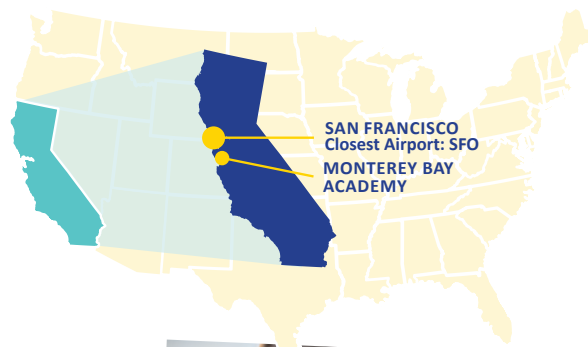 SAN FRANCISCO
Closest Airport: SFO
MONTEREY BAY
ACADEMY